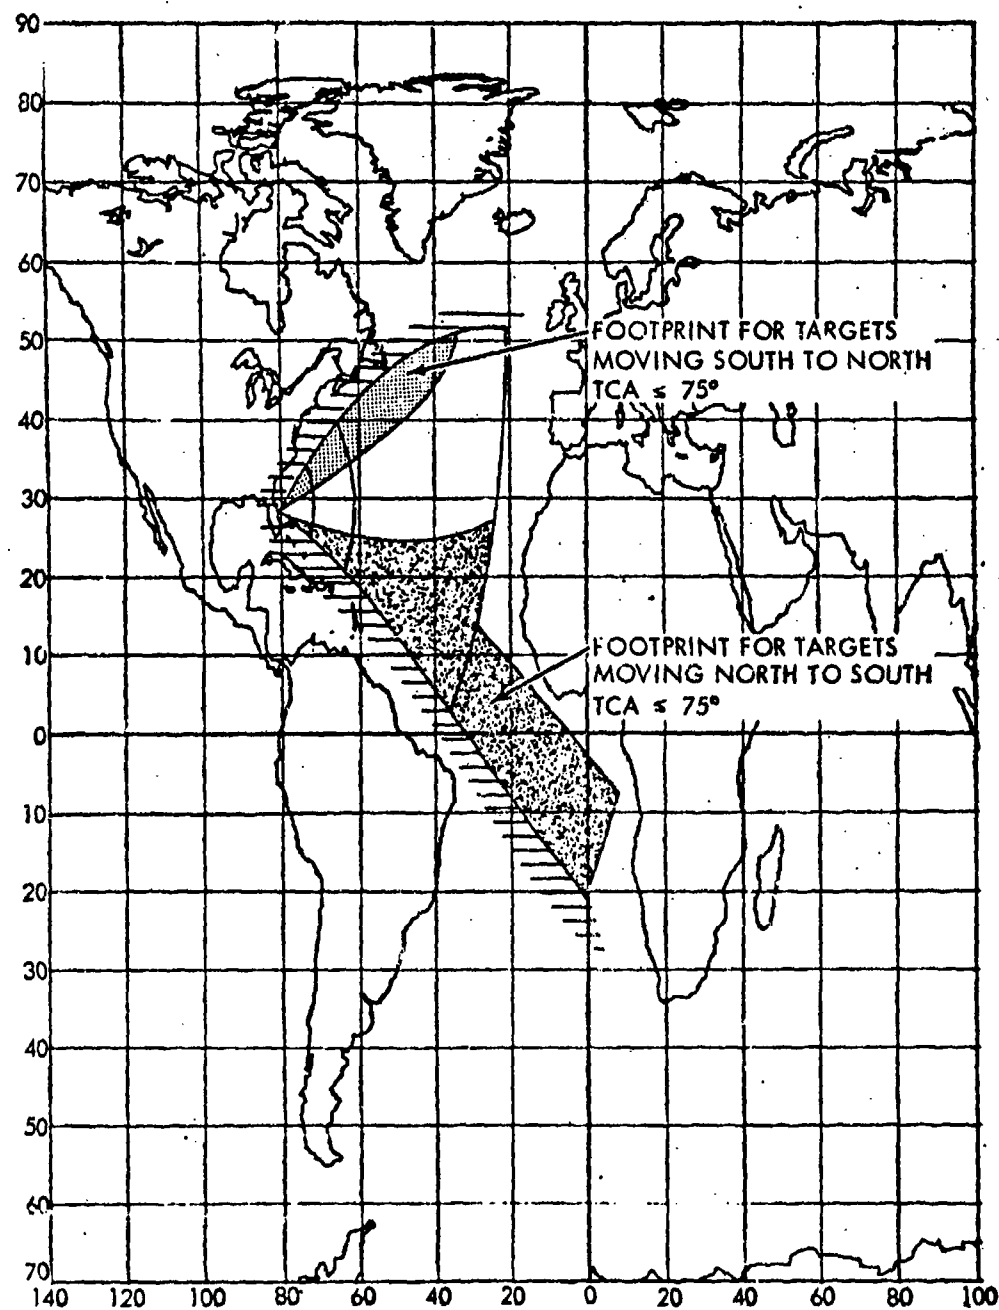 90
80
70
60
50
40
30
20
10
0
10
20
30
40
50
60
70
FOOTPRINT FOR TARGETS
MOVING SOUTH TO NORTH
TCA ≤ 75°
FOOTPRINT FOR TARGETS
MOVING NORTH TO SOUTH
TCA ≤ 75°
140 120 100 80 60 40 20 0 20 40 60 80 100